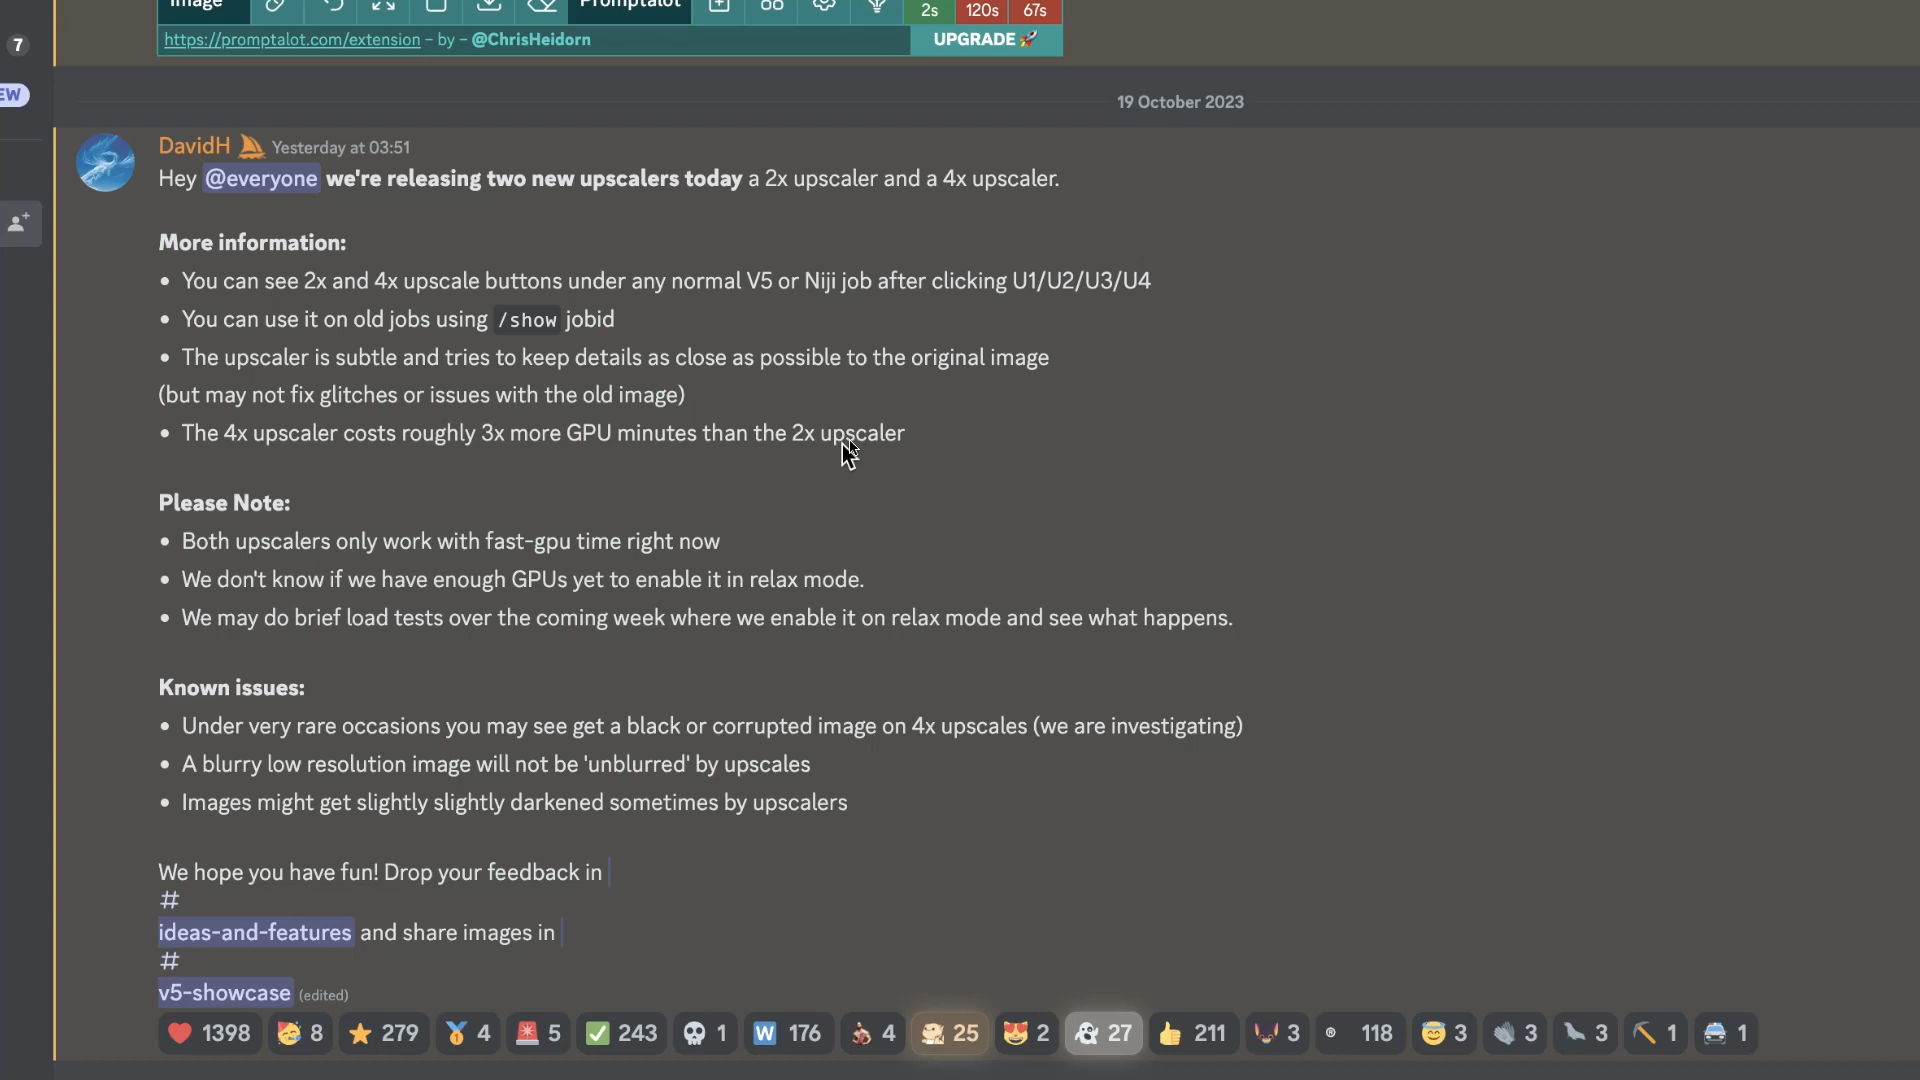 Image
Promptalot
2s
120s
67s
https://promptalot.com/extension – by – @ChrisHeidorn
UPGRADE 🚀
7
EW
19 October 2023
DavidH Yesterday at 03:51
Hey @everyone we're releasing two new upscalers today a 2x upscaler and a 4x upscaler.
More information:
• You can see 2x and 4x upscale buttons under any normal V5 or Niji job after clicking U1/U2/U3/U4
• You can use it on old jobs using /show jobid
• The upscaler is subtle and tries to keep details as close as possible to the original image
(but may not fix glitches or issues with the old image)
• The 4x upscaler costs roughly 3x more GPU minutes than the 2x upscaler
Please Note:
• Both upscalers only work with fast-gpu time right now
• We don't know if we have enough GPUs yet to enable it in relax mode.
• We may do brief load tests over the coming week where we enable it on relax mode and see what happens.
Known issues:
• Under very rare occasions you may see get a black or corrupted image on 4x upscales (we are investigating)
• A blurry low resolution image will not be 'unblurred' by upscales
• Images might get slightly slightly darkened sometimes by upscalers
We hope you have fun! Drop your feedback in
#
ideas-and-features and share images in
#
v5-showcase (edited)
1398 8 279 4 5 243 1 W 176 4 25 2 27 211 3 118 3 3 3 1 1